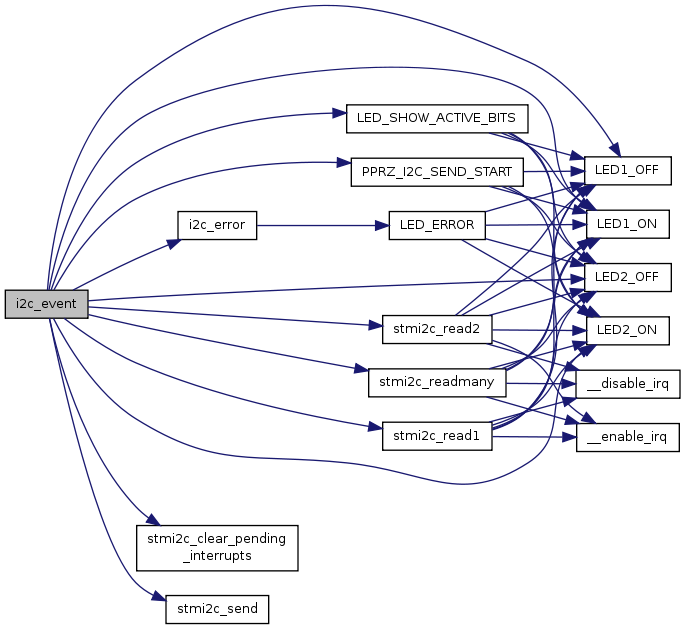 LED_SHOW_ACTIVE_BITS
LED1_OFF
PPRZ_I2C_SEND_START
i2c_error
LED_ERROR
LED1_ON
LED2_OFF
i2c_event
stmi2c_read2
LED2_ON
stmi2c_readmany
__disable_irq
stmi2c_read1
__enable_irq
stmi2c_clear_pending
_interrupts
stmi2c_send